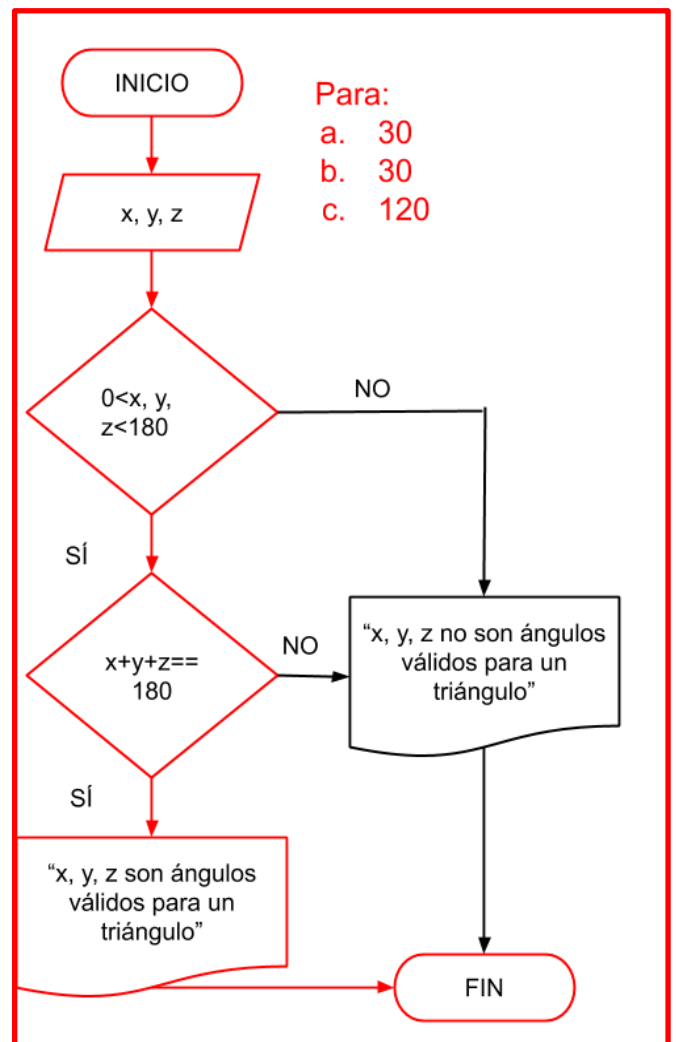 INICIO
Para:
a. 30
b. 30
c. 120
x, y, z
0<x, y,
z<180
NO
SÍ
x+y+z==
180
NO
“x, y, z no son ángulos
válidos para un
triángulo”
SÍ
“x, y, z son ángulos
válidos para un
triángulo”
FIN